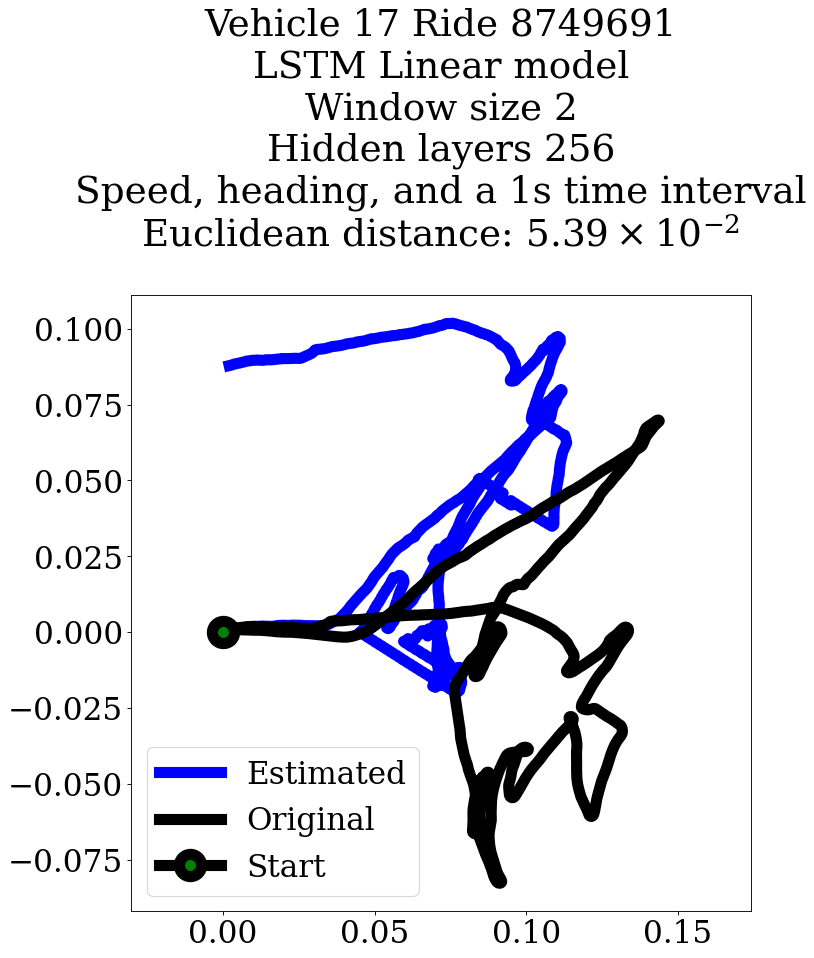 Vehicle 17 Ride 8749691
LSTM Linear model
Window size 2
Hidden layers 256
Speed, heading, and a 1s time interval
Euclidean distance: 5.39 × 10⁻²
0.100
0.075
0.050
0.025
0.000
−0.025
−0.050
−0.075
Estimated
Original
Start
0.00 0.05 0.10 0.15